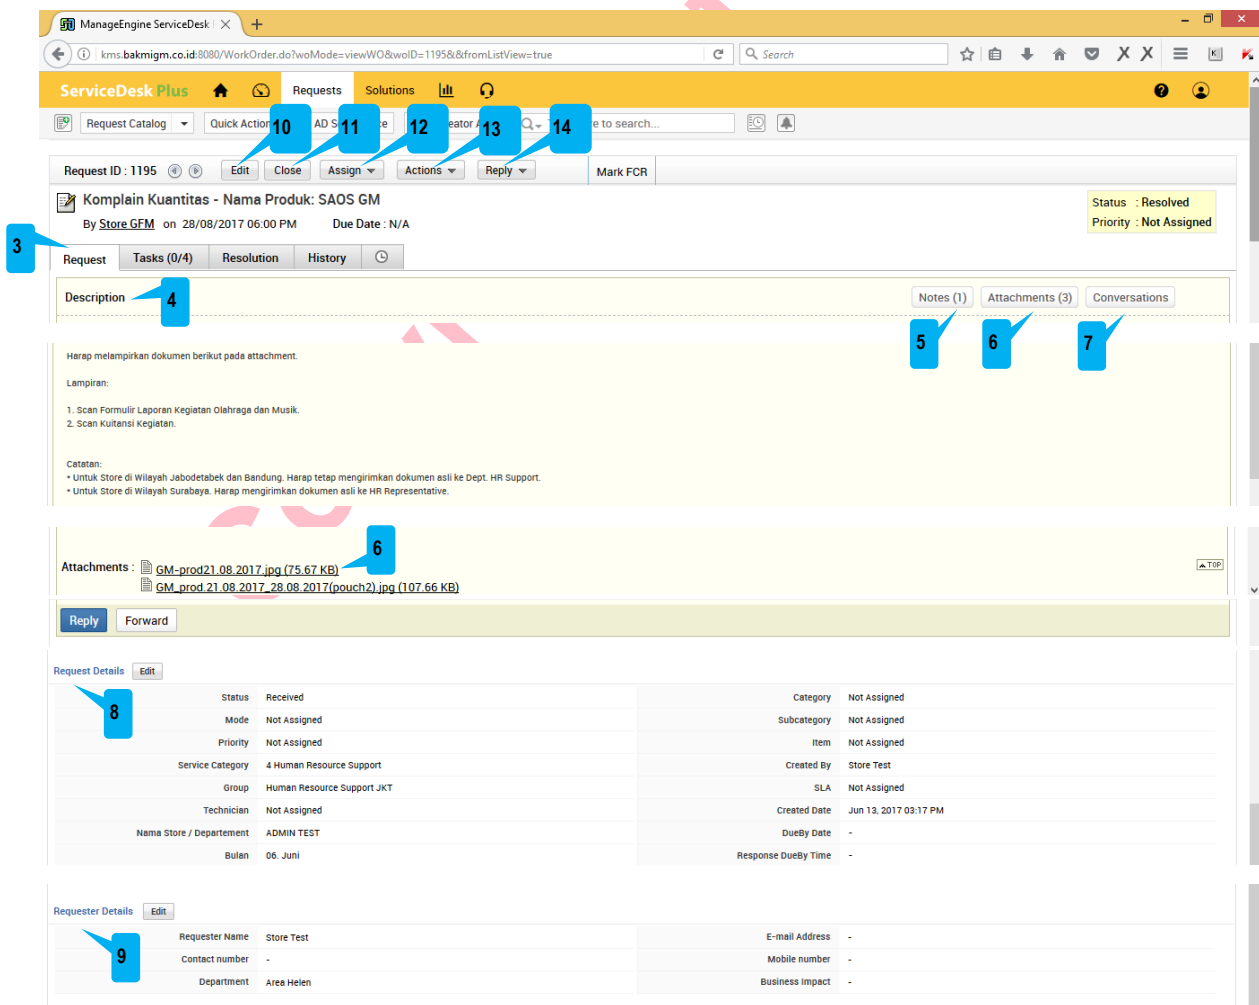 ManageEngine ServiceDesk
kms.bakmigm.co.id:8080/WorkOrder.do?woMode=viewWO&woID=1195&&fromListView=true
Search
ServiceDesk Plus Requests Solutions
Request Catalog Quick Action 10 AD S 11 ce 12 eator A 13 14 re to search...
Request ID : 1195 Edit Close Assign Actions Reply Mark FCR
Komplain Kuantitas - Nama Produk: SAOS GM
Status : Resolved
By Store GFM on 28/08/2017 06:00 PM Due Date : N/A
Priority : Not Assigned
3
Request Tasks (0/4) Resolution History
Description 4 Notes (1) Attachments (3) Conversations
5 6 7
Harap melampirkan dokumen berikut pada attachment.
Lampiran:
1. Scan Formulir Laporan Kegiatan Olahraga dan Musik.
2. Scan Kuitansi Kegiatan.
Catatan:
• Untuk Store di Wilayah Jabodetabek dan Bandung. Harap tetap mengirimkan dokumen asli ke Dept. HR Support.
• Untuk Store di Wilayah Surabaya. Harap mengirimkan dokumen asli ke HR Representative.
6
Attachments : GM-prod21.08.2017.jpg (75.67 KB) TOP
GM_prod.21.08.2017_28.08.2017(pouch2).jpg (107.66 KB)
Reply Forward
Request Details Edit
8
Status Received Category Not Assigned
Mode Not Assigned Subcategory Not Assigned
Priority Not Assigned Item Not Assigned
Service Category 4 Human Resource Support Created By Store Test
Group Human Resource Support JKT SLA Not Assigned
Technician Not Assigned Created Date Jun 13, 2017 03:17 PM
Nama Store / Departement ADMIN TEST DueBy Date -
Bulan 06. Juni Response DueBy Time -
Requester Details Edit
9
Requester Name Store Test E-mail Address -
Contact number - Mobile number -
Department Area Helen Business Impact -